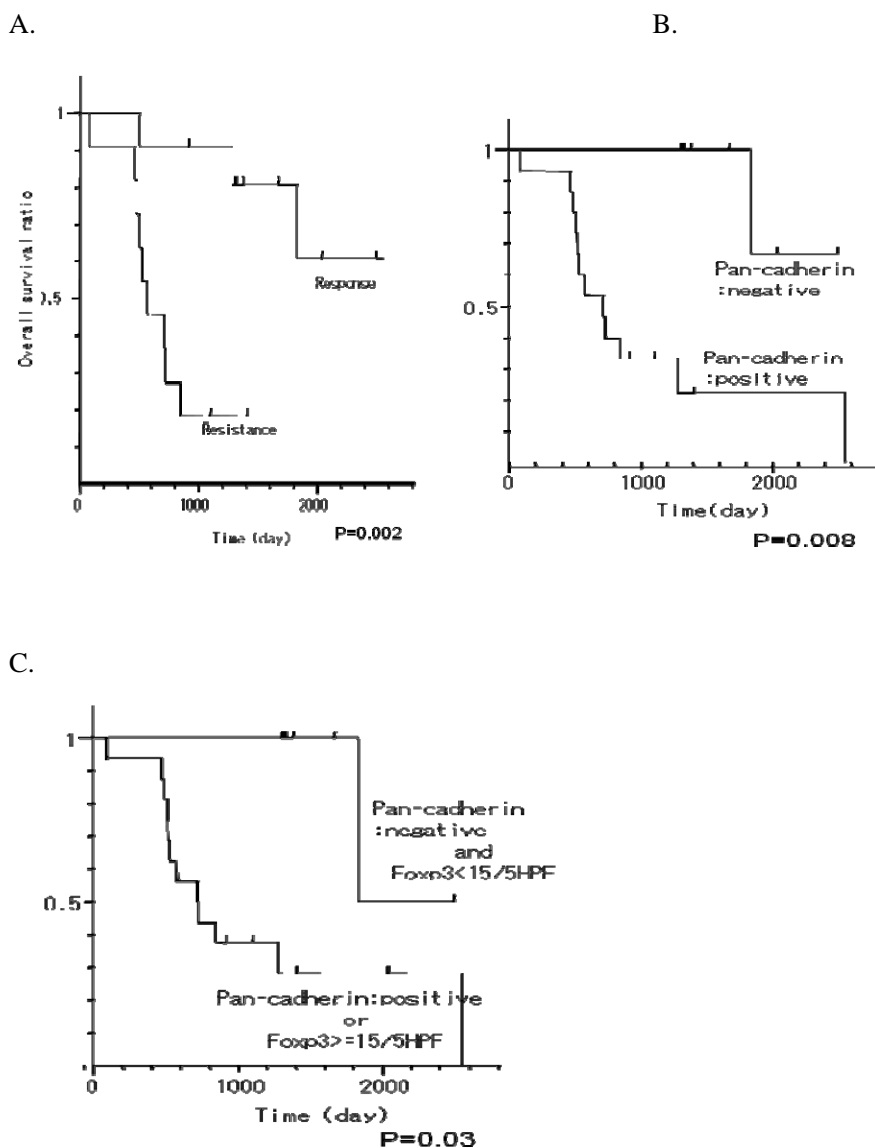 A.
B.
1
0.5
Overall survival ratio
Response
Resistance
0
1000
2000
Time (day)
P=0.002
1
0.5
Pan-cadherin
:negative
Pan-cadherin
:positive
0
1000
2000
Time(day)
P=0.008
C.
1
0.5
Pan-cadherin
:negative
and
Foxp3<15/5HPF
Pan-cadherin:positive
or
Foxp3>=15/5HPF
0
1000
2000
Time (day)
P=0.03